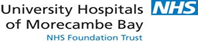 University Hospitals
of Morecambe Bay
NHS
NHS Foundation Trust